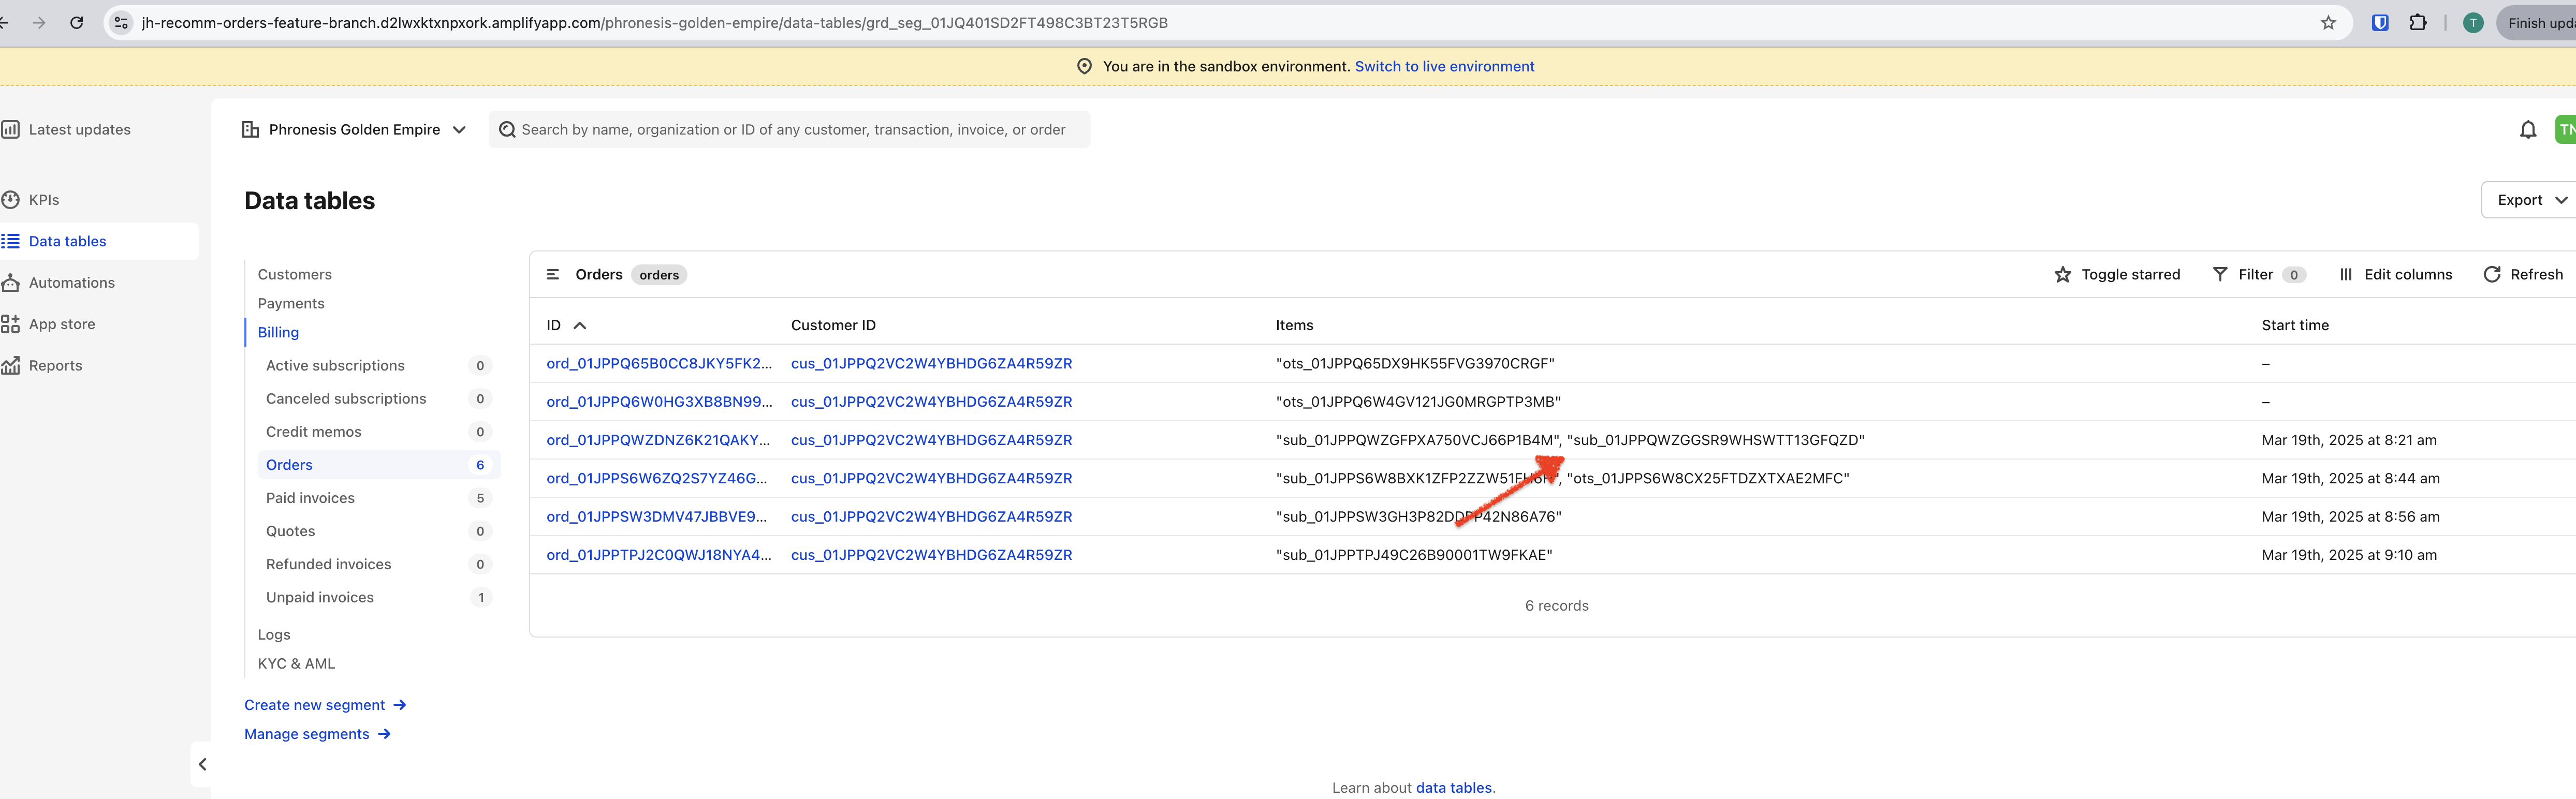 jh-recomm-orders-feature-branch.d2lwxktxnpxork.amplifyapp.com/phronesis-golden-empire/data-tables/grd_seg_01JQ401SD2FT498C3BT23T5RGB
T
Finish upda
You are in the sandbox environment. Switch to live environment
Latest updates
KPIs
Data tables
Automations
App store
Reports
Phronesis Golden Empire
Search by name, organization or ID of any customer, transaction, invoice, or order
TN
Data tables
Export
Customers
Payments
Billing
Active subscriptions 0
Canceled subscriptions 0
Credit memos 0
Orders 6
Paid invoices 5
Quotes 0
Refunded invoices 0
Unpaid invoices 1
Logs
KYC & AML
Create new segment
Manage segments
Orders orders
Toggle starred Filter 0 Edit columns Refresh
ID Customer ID Items Start time
ord_01JPPQ65B0CC8JKY5FK2... cus_01JPPQ2VC2W4YBHDG6ZA4R59ZR "ots_01JPPQ65DX9HK55FVG3970CRGF" –
ord_01JPPQ6W0HG3XB8BN99... cus_01JPPQ2VC2W4YBHDG6ZA4R59ZR "ots_01JPPQ6W4GV121JG0MRGPTP3MB" –
ord_01JPPQWZDNZ6K21QAKY... cus_01JPPQ2VC2W4YBHDG6ZA4R59ZR "sub_01JPPQWZGFPXA750VCJ66P1B4M", "sub_01JPPQWZGGSR9WHSWTT13GFQZD" Mar 19th, 2025 at 8:21 am
ord_01JPPS6W6ZQ2S7YZ46G... cus_01JPPQ2VC2W4YBHDG6ZA4R59ZR "ots_01JPPS6W8CX25FTDZXTXAE2MFC" Mar 19th, 2025 at 8:44 am
ord_01JPPSW3DMV47JBBVE9... cus_01JPPQ2VC2W4YBHDG6ZA4R59ZR Mar 19th, 2025 at 8:56 am
ord_01JPPTPJ2C0QWJ18NYA4... cus_01JPPQ2VC2W4YBHDG6ZA4R59ZR "sub_01JPPTPJ49C26B90001TW9FKAE" Mar 19th, 2025 at 9:10 am
6 records
Learn about data tables.